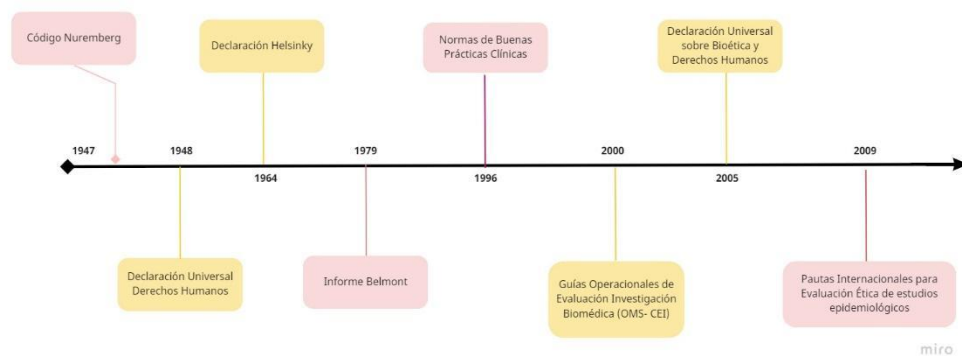 Código Nuremberg
Declaración Helsinky
Normas de Buenas
Prácticas Clínicas
Declaración Universal
sobre Bioética y
Derechos Humanos
1947
1948
1979
2000
2009
1964
1996
2005
Declaración Universal
Derechos Humanos
Informe Belmont
Guías Operacionales de
Evaluación Investigación
Biomédica (OMS- CEI)
Pautas Internacionales para
Evaluación Ética de estudios
epidemiológicos
miro